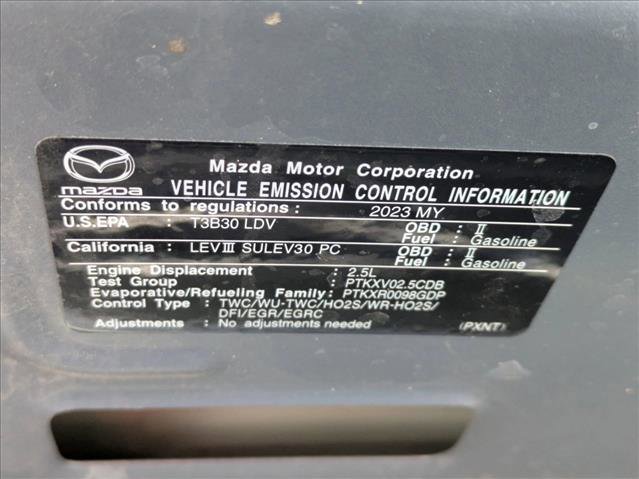 Mazda Motor Corporation
mazda VEHICLE EMISSION CONTROL INFORMATION
Conforms to regulations : 2023 MY
U.S.EPA : T3B30 LDV OBD : II
Fuel : Gasoline
California : LEVIII SULEV30 PC OBD : II
Fuel : Gasoline
Engine Displacement : 2.5L
Test Group : PTKXV02.5CDB
Evaporative/Refueling Family: PTKXR0098GDP
Control Type : TWC/WU-TWC/HO2S/WR-HO2S/
DFI/EGR/EGRC
Adjustments : No adjustments needed (PXNT)